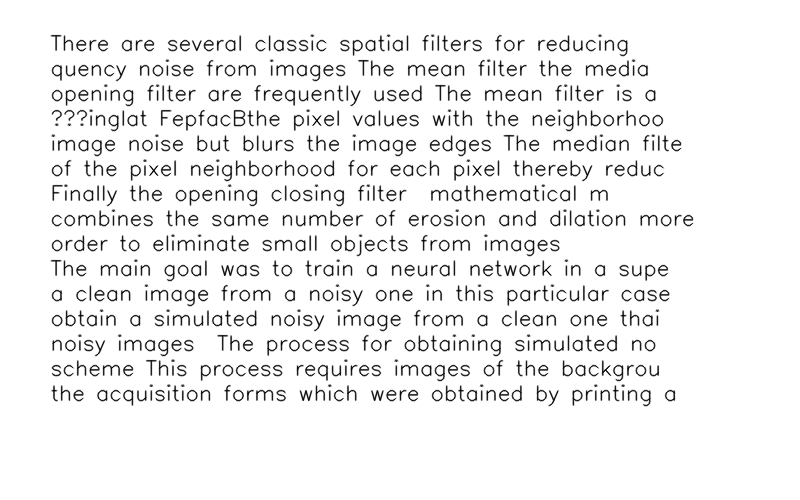 There are several classic spatial filters for reducing
quency noise from images The mean filter the media
opening filter are frequently used The mean filter is a
???inglat FepfacBthe pixel values with the neighborhoo
image noise but blurs the image edges The median filte
of the pixel neighborhood for each pixel thereby reduc
Finally the opening closing filter  mathematical m
combines the same number of erosion and dilation more
order to eliminate small objects from images
The main goal was to train a neural network in a supe
a clean image from a noisy one in this particular case
obtain a simulated noisy image from a clean one thai
noisy images  The process for obtaining simulated no
scheme This process requires images of the backgrou
the acquisition forms which were obtained by printing a